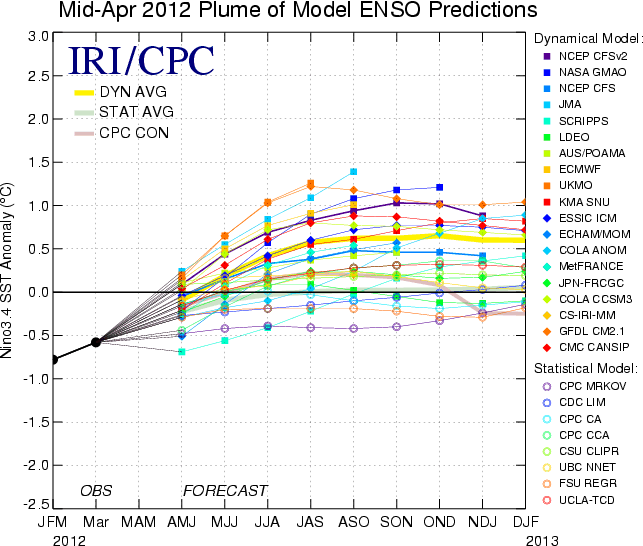 Mid-Apr 2012 Plume of Model ENSO Predictions
IRI/CPC
DYN AVG
STAT AVG
CPC CON
Nino3.4 SST Anomaly (°C)
3.0
2.5
2.0
1.5
1.0
0.5
0.0
-0.5
-1.0
-1.5
-2.0
-2.5
OBS FORECAST
JFM Mar AMJ MJJ JJA JAS ASO SON OND NDJ DJF
2012 2013
Dynamical Model:
NCEP CFSv2
NASA GMAO
NCEP CFS
JMA
SCRIPPS
LDEO
AUS/POAMA
ECMWF
UKMO
KMA SNU
ESSIC ICM
ECHAM/MOM
COLA ANOM
MetFRANCE
JPN-FRCGC
COLA CCSM3
CS-IRI-MM
GFDL CM2.1
CMC CANSIP
Statistical Model:
CPC MRKOV
CDC LIM
CPC CA
CPC CCA
CSU CLIPR
UBC NNET
FSU REGR
UCLA-TCD